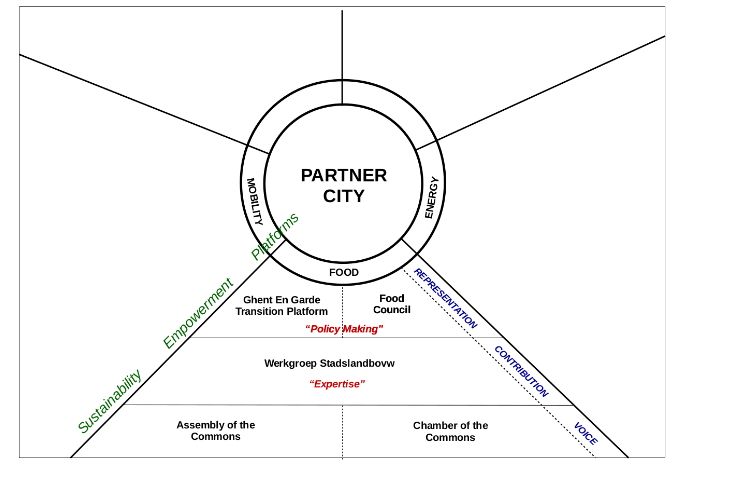 PARTNER
CITY
MOBILITY
ENERGY
FOOD
Platforms
Empowerment
Sustainability
Ghent En Garde
Transition Platform
Food
Council
“Policy Making”
REPRESENTATION
Werkgroep Stadslandbovw
“Expertise”
CONTRIBUTION
Assembly of the
Commons
Chamber of the
Commons
VOICE